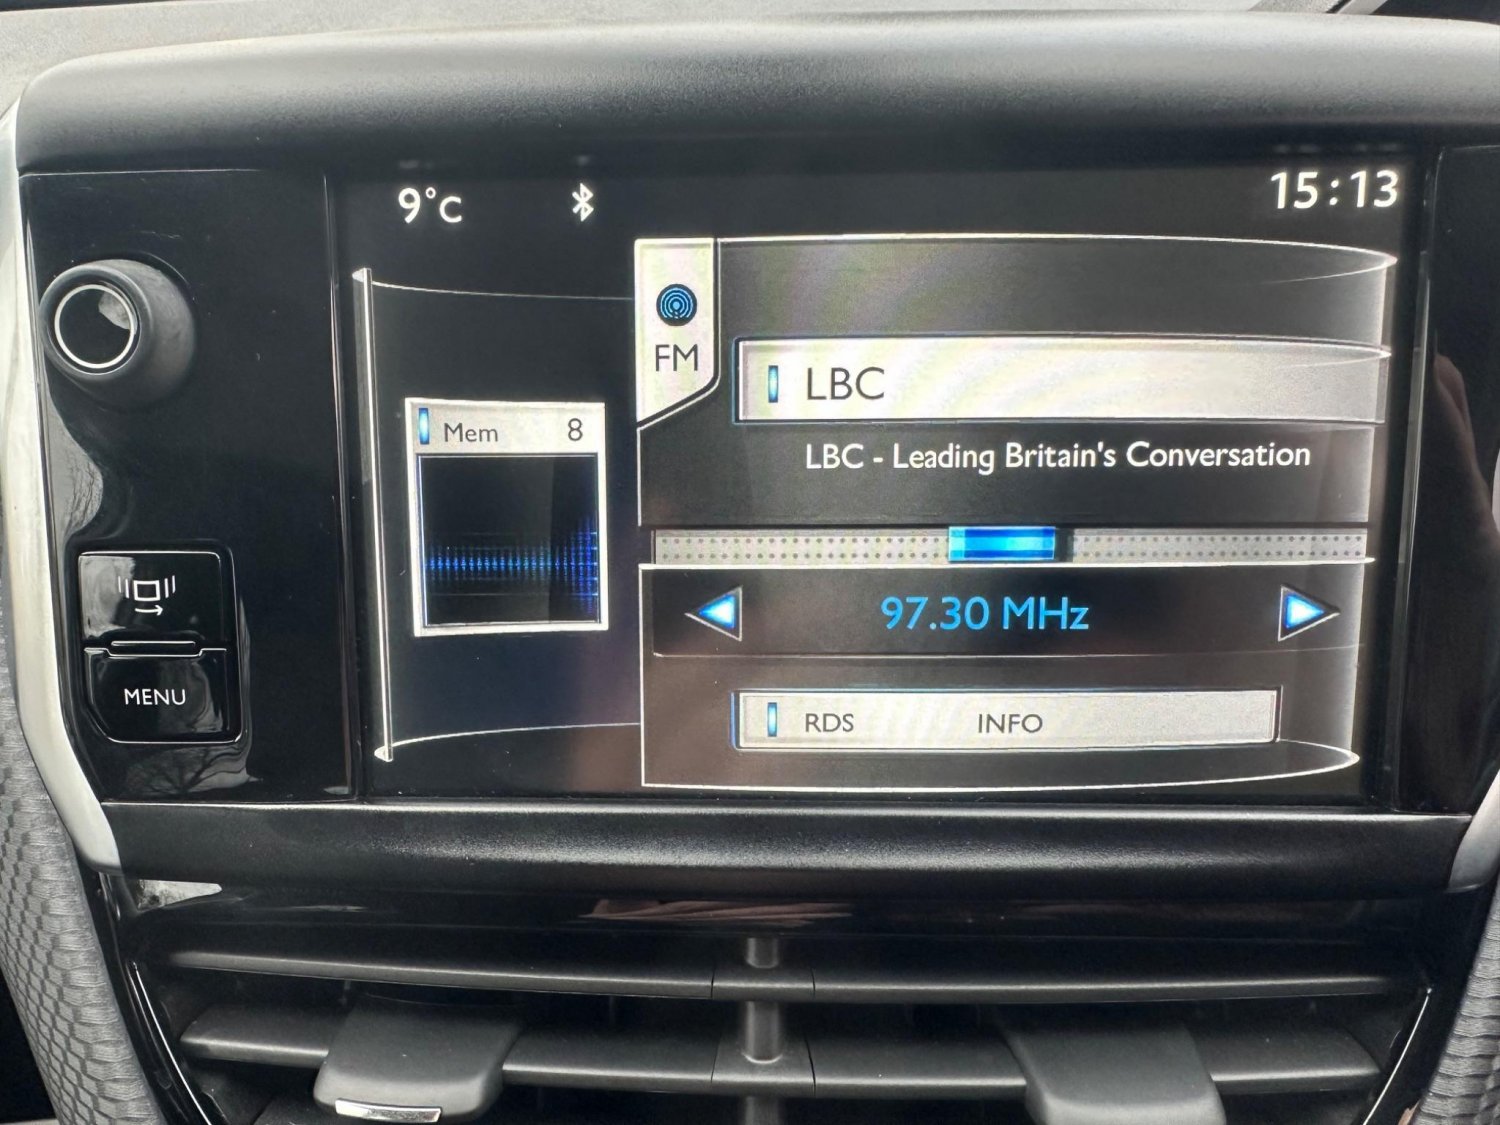 9°C
15:13
FM
LBC
Mem 8
LBC - Leading Britain's Conversation
97.30 MHz
MENU
RDS INFO